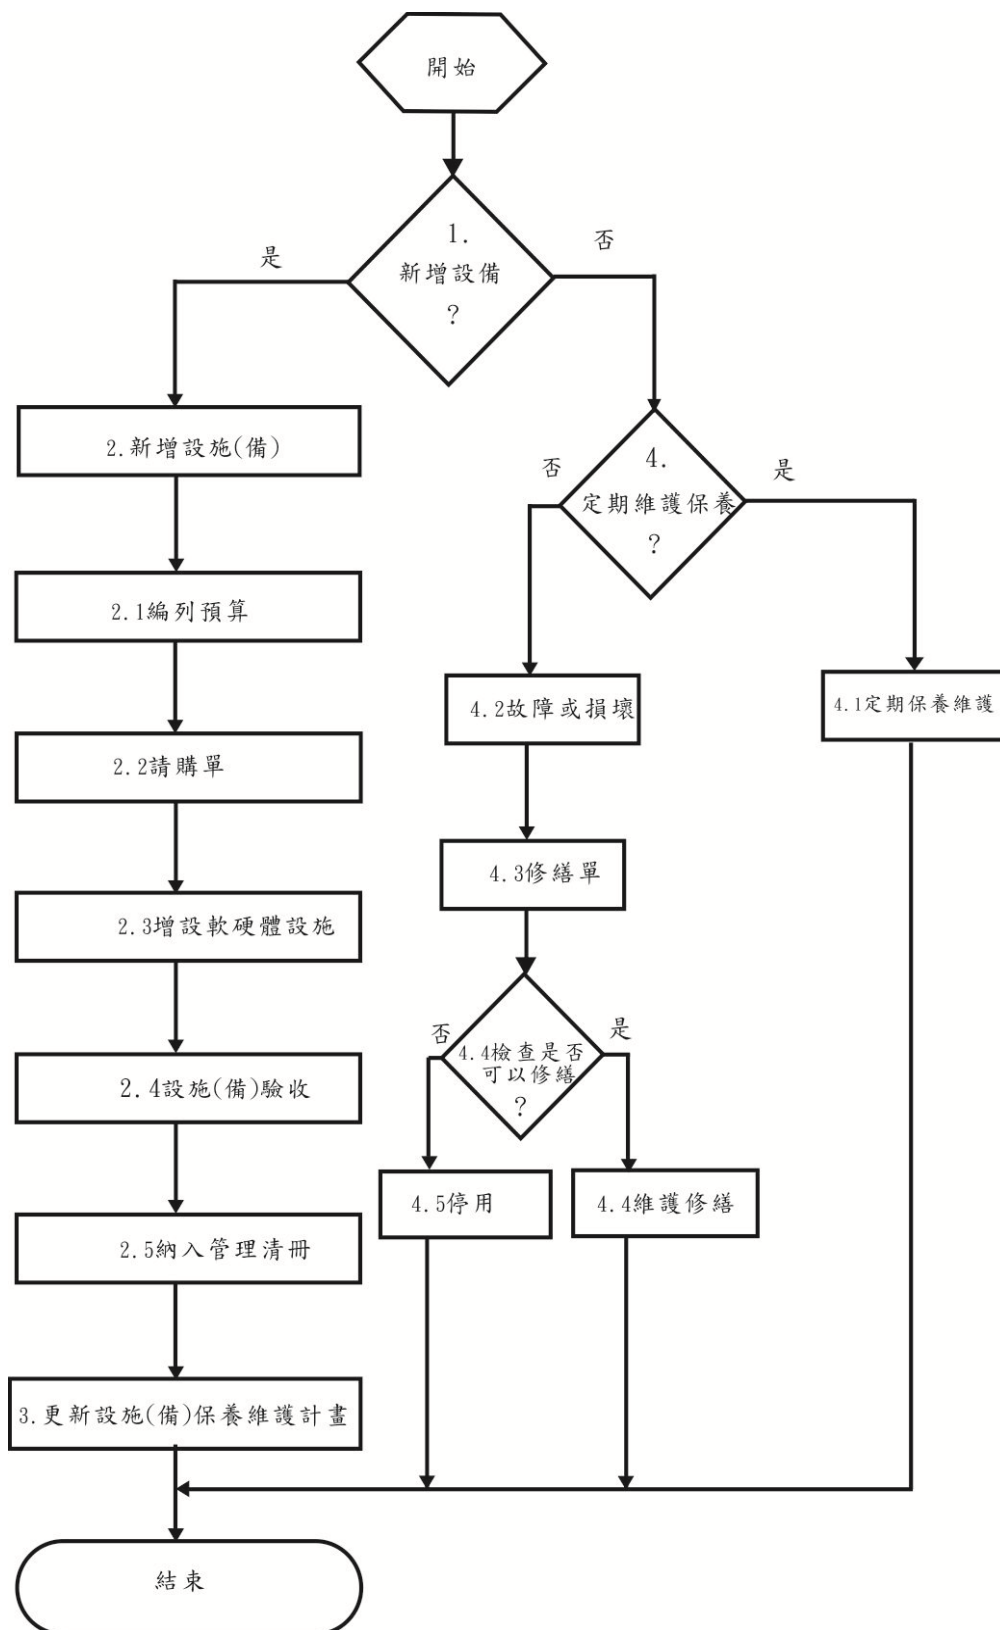 開始
1.
新增設備
?
是
否
2.新增設施(備)
2.1編列預算
2.2請購單
2.3增設軟硬體設施
2.4設施(備)驗收
2.5納入管理清冊
3.更新設施(備)保養維護計畫
4.
定期維護保養
?
否
是
4.2故障或損壞
4.1定期保養維護
4.3修繕單
4.4檢查是否
可以修繕
?
否
是
4.5停用
4.4維護修繕
結束